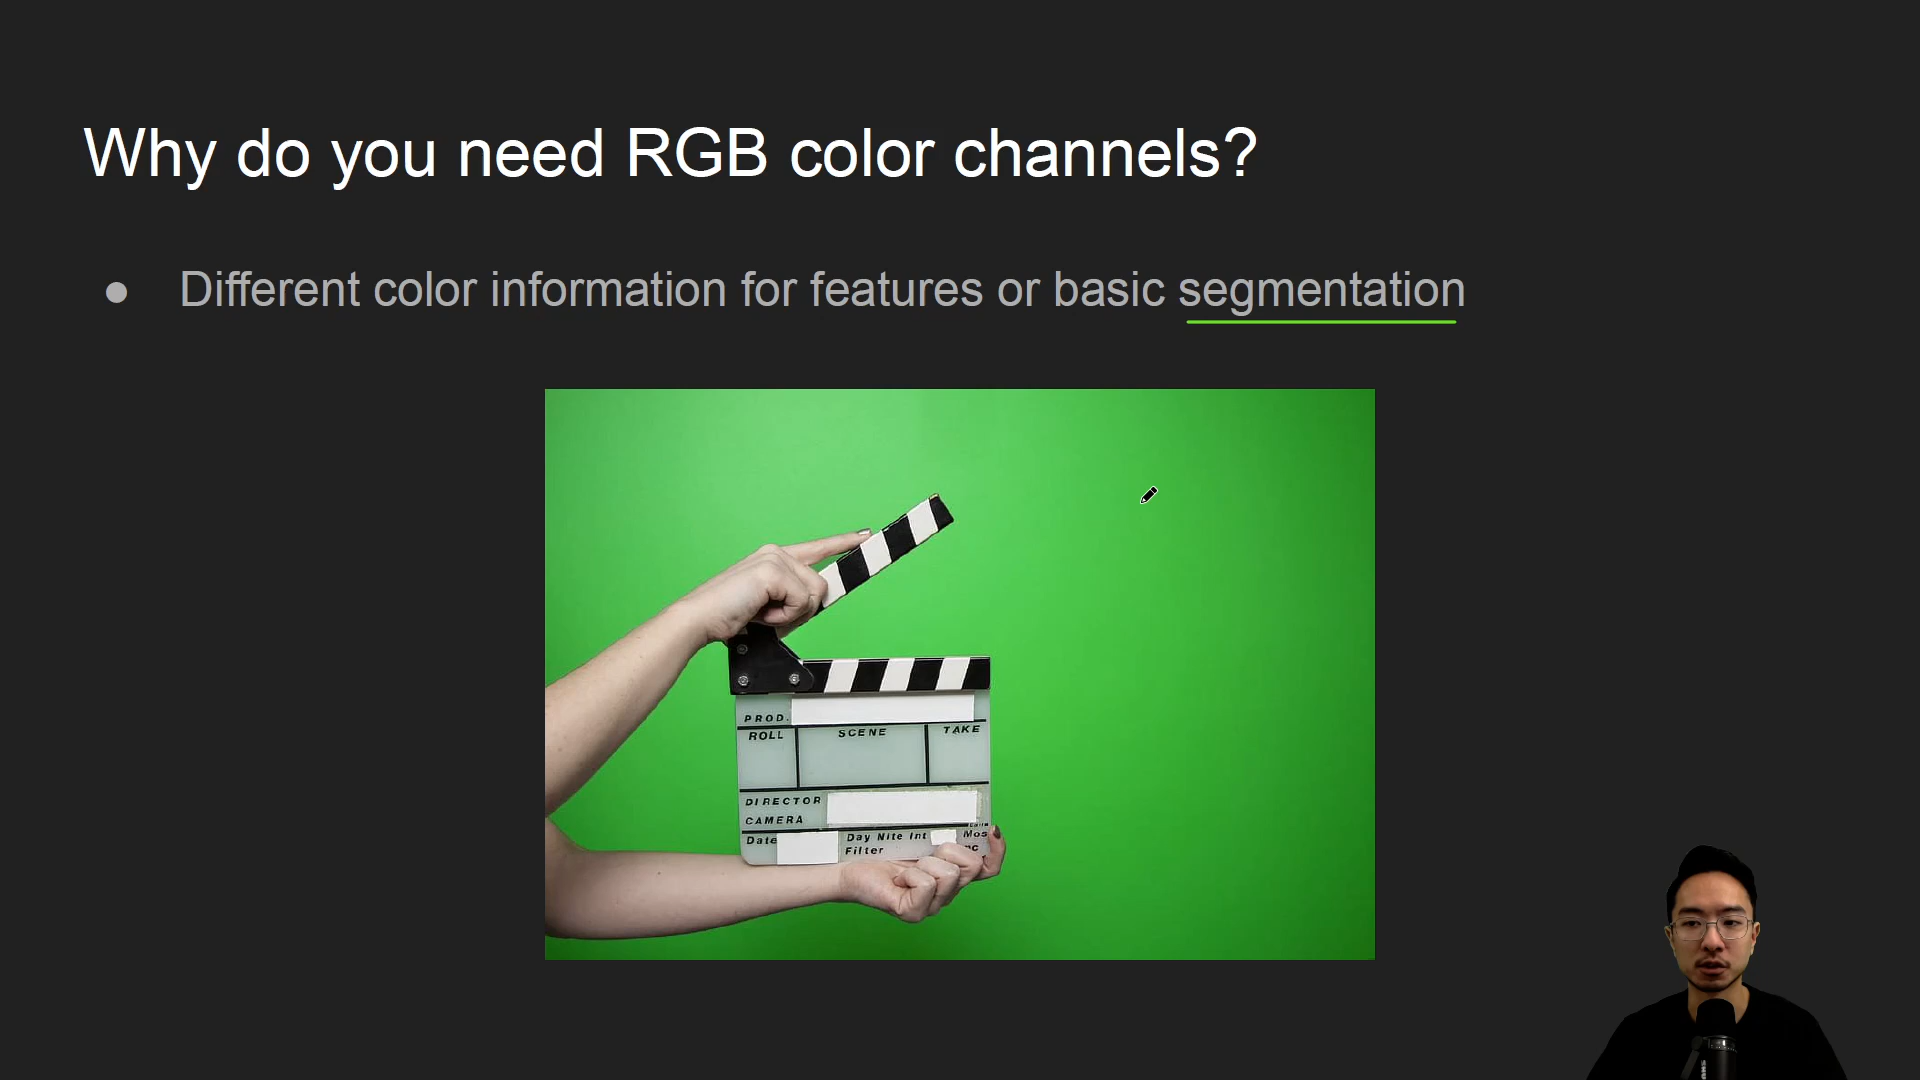 Why do you need RGB color channels?
● Different color information for features or basic segmentation
PROD.
ROLL SCENE TAKE
DIRECTOR
CAMERA
Date Day Nite Int Mos
Filter